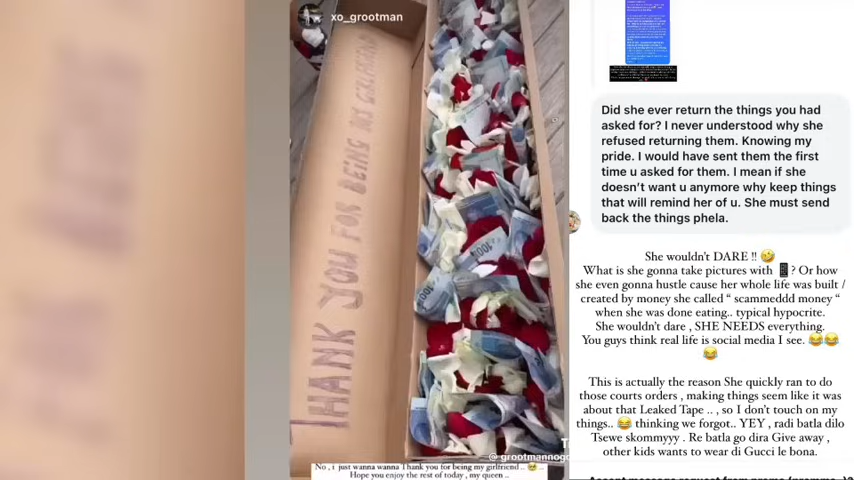 xo_grootman
THANK YOU FOR BEING MY GIRLFRIEND
@ grootmannogo
No , i just wanna wanna Thank you for being my girlfriend ..
Hope you enjoy the rest of today , my queen ..
Did she ever return the things you had
asked for? I never understood why she
refused returning them. Knowing my
pride. I would have sent them the first
time u asked for them. I mean if she
doesn’t want u anymore why keep things
that will remind her of u. She must send
back the things phela.
She wouldn't DARE !! 🤣
What is she gonna take pictures with 📱? Or how
she even gonna hustle cause her whole life was built /
created by money she called “ scammeddd money “
when she was done eating.. typical hypocrite.
She wouldn't dare , SHE NEEDS everything.
You guys think real life is social media I see. 😂😂
😂
This is actually the reason She quickly ran to do
those courts orders , making things seem like it was
about that Leaked Tape .. , so I don't touch on my
things.. 😂 thinking we forgot.. YEY , radi batla dilo
Tsewe skommyyy . Re batla go dira Give away ,
other kids wants to wear di Gucci le bona.